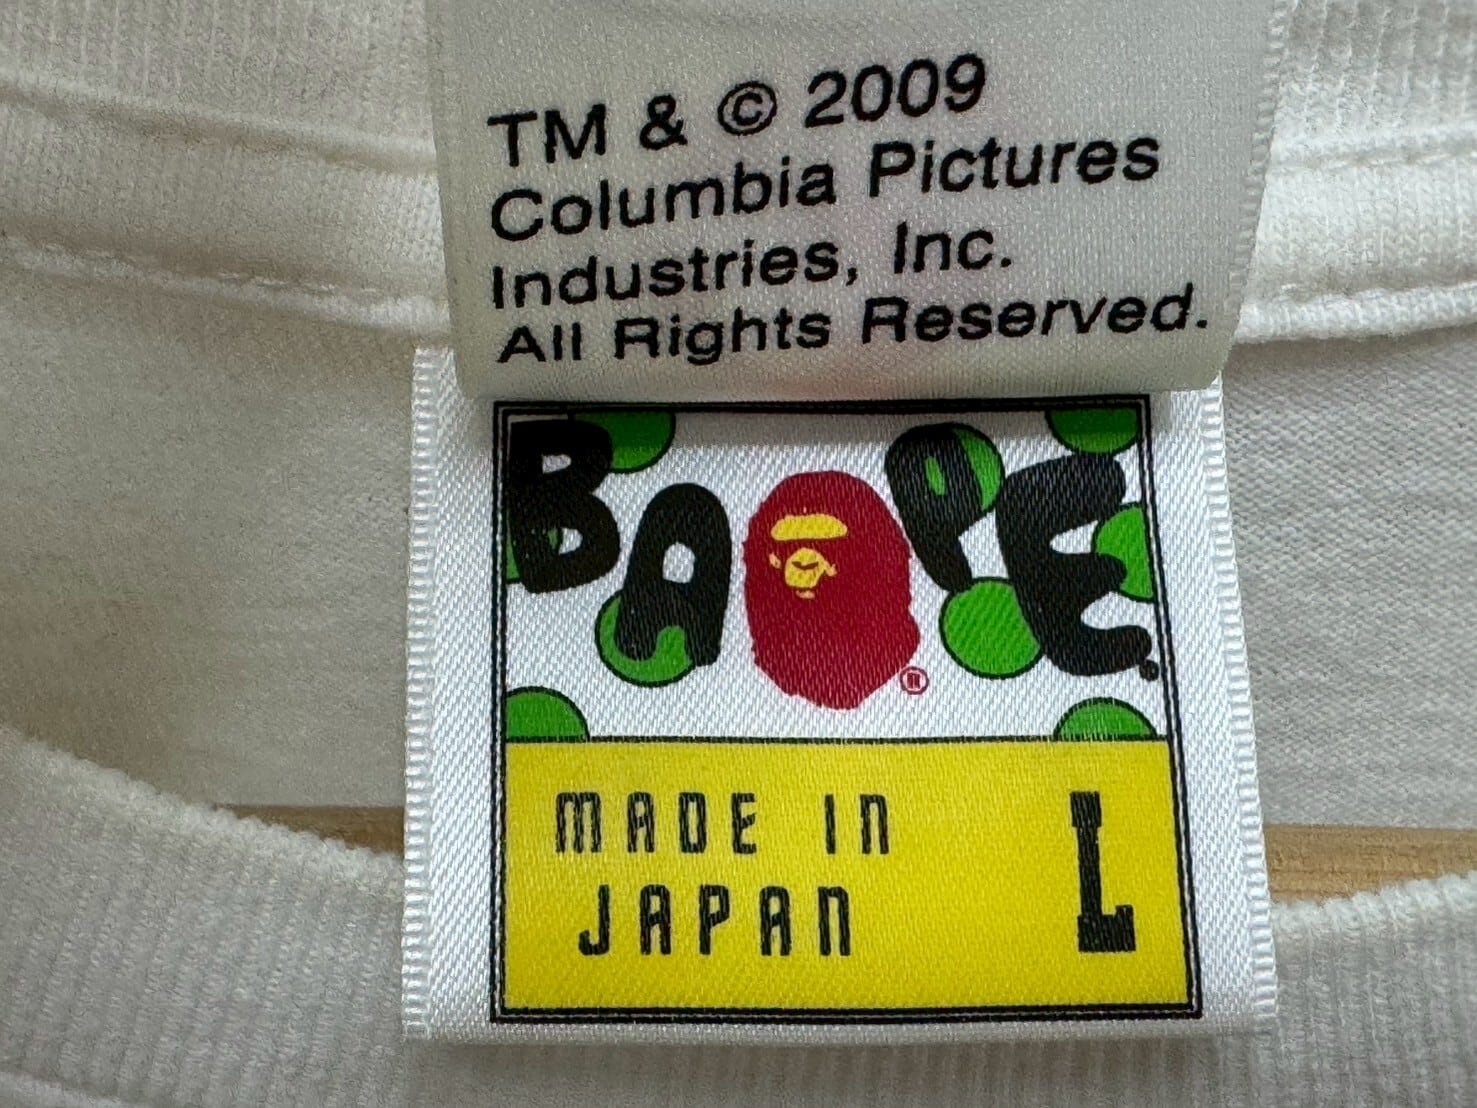 TM & © 2009
Columbia Pictures
Industries, Inc.
All Rights Reserved.
BAPE.
®
MADE IN
JAPAN
L